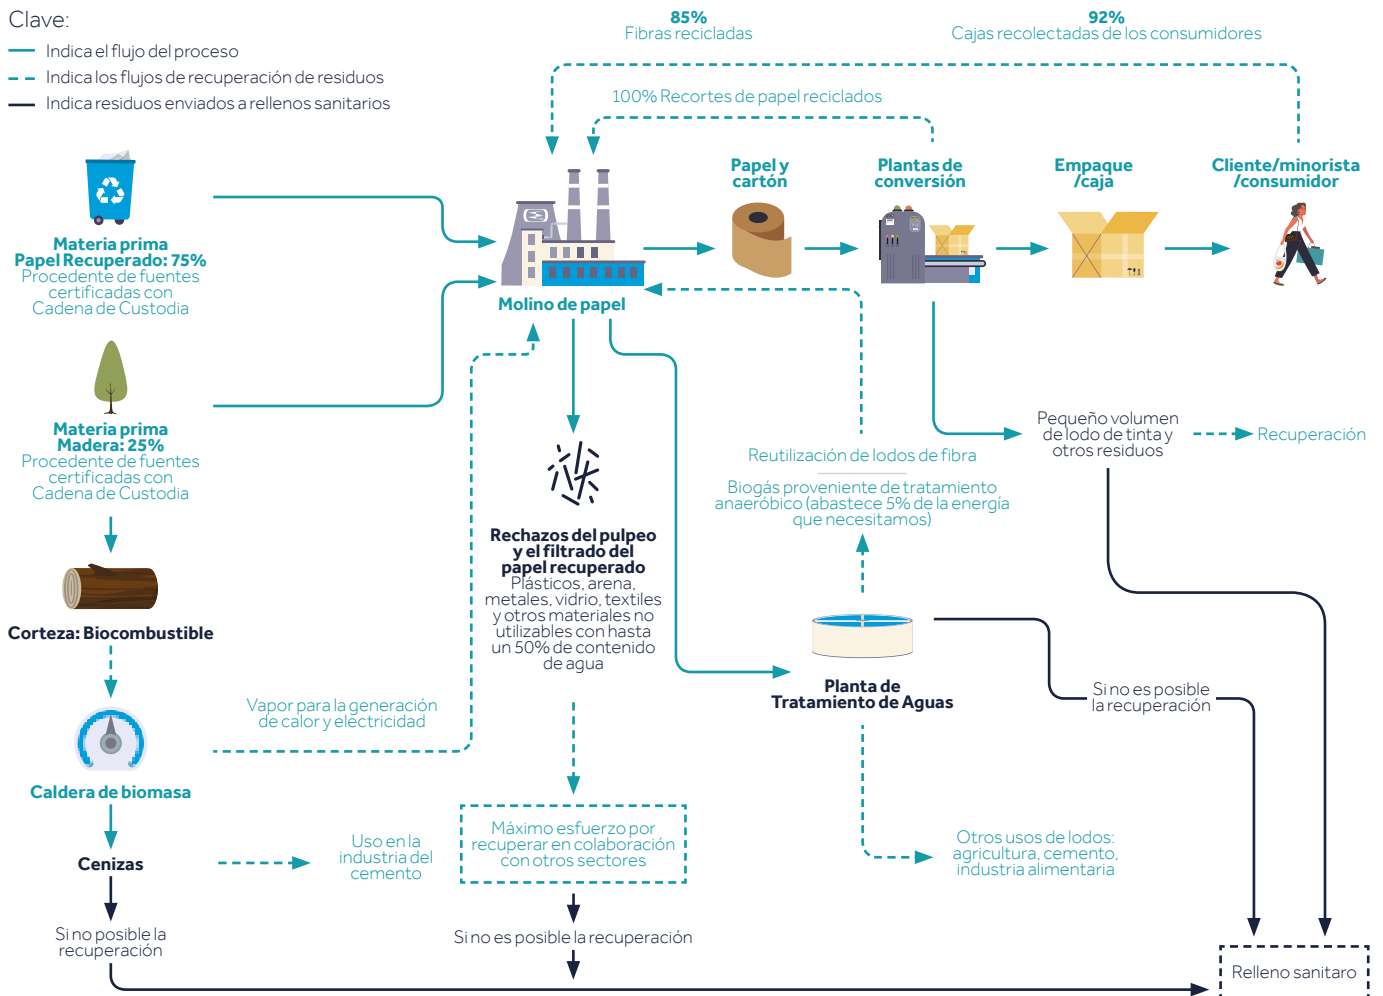 Clave:
Indica el flujo del proceso
Indica los flujos de recuperación de residuos
Indica residuos enviados a rellenos sanitarios
85%
Fibras recicladas
92%
Cajas recolectadas de los consumidores
100% Recortes de papel reciclados
Materia prima
Papel Recuperado: 75%
Procedente de fuentes
certificadas con
Cadena de Custodia
Molino de papel
Papel y
cartón
Plantas de
conversión
Empaque
/caja
Cliente/minorista
/consumidor
Materia prima
Madera: 25%
Procedente de fuentes
certificadas con
Cadena de Custodia
Corteza: Biocombustible
Caldera de biomasa
Vapor para la generación
de calor y electricidad
Cenizas
Uso en la
industria del
cemento
Si no posible la
recuperación
Rechazos del pulpeo
y el filtrado del
papel recuperado
Plásticos, arena,
metales, vidrio, textiles
y otros materiales no
utilizables con hasta
un 50% de contenido
de agua
Máximo esfuerzo por
recuperar en colaboración
con otros sectores
Si no es posible la recuperación
Reutilización de lodos de fibra
Biogás proveniente de tratamiento
anaeróbico (abastece 5% de la energía
que necesitamos)
Planta de
Tratamiento de Aguas
Otros usos de lodos:
agricultura, cemento,
industria alimentaria
Pequeño volumen
de lodo de tinta y
otros residuos
Recuperación
Si no es posible
la recuperación
Relleno sanitaro